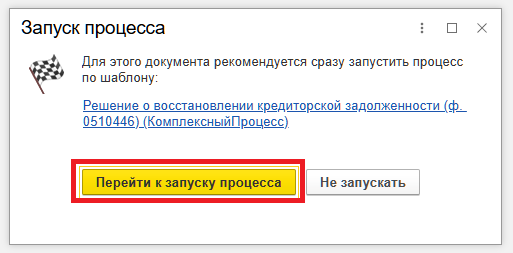 Запуск процесса
Для этого документа рекомендуется сразу запустить процесс
по шаблону:
Решение о восстановлении кредиторской задолженности (ф.
0510446) (КомплексныйПроцесс)
Перейти к запуску процесса
Не запускать